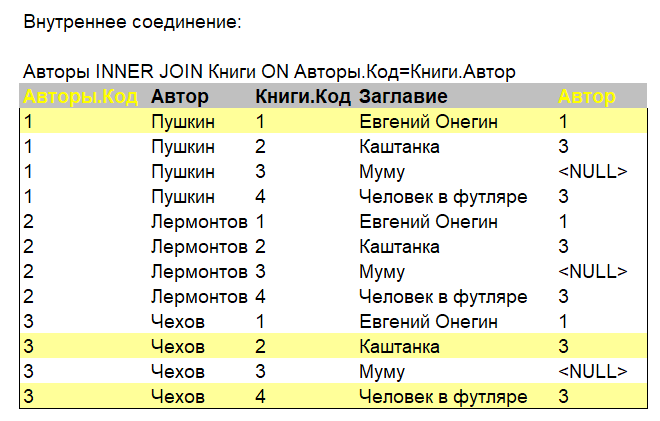 Внутреннее соединение:
Авторы INNER JOIN Книги ON Авторы.Код=Книги.Автор
Авторы.Код Автор Книги.Код Заглавие Автор
1 Пушкин 1 Евгений Онегин 1
1 Пушкин 2 Каштанка 3
1 Пушкин 3 Муму <NULL>
1 Пушкин 4 Человек в футляре 3
2 Лермонтов 1 Евгений Онегин 1
2 Лермонтов 2 Каштанка 3
2 Лермонтов 3 Муму <NULL>
2 Лермонтов 4 Человек в футляре 3
3 Чехов 1 Евгений Онегин 1
3 Чехов 2 Каштанка 3
3 Чехов 3 Муму <NULL>
3 Чехов 4 Человек в футляре 3